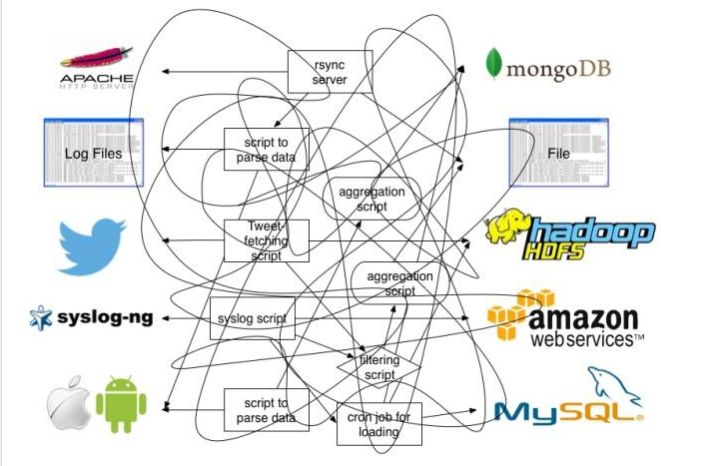 rsync
server
APACHE
HTTP SERVER
mongoDB
script to
parse data
Log Files
File
aggregation
script
Tweet-
fetching
script
hadoop
HDFS
aggregation
script
syslog-ng
syslog script
amazon
webservices™
filtering
script
script to
parse data
cron job for
loading
MySQL®